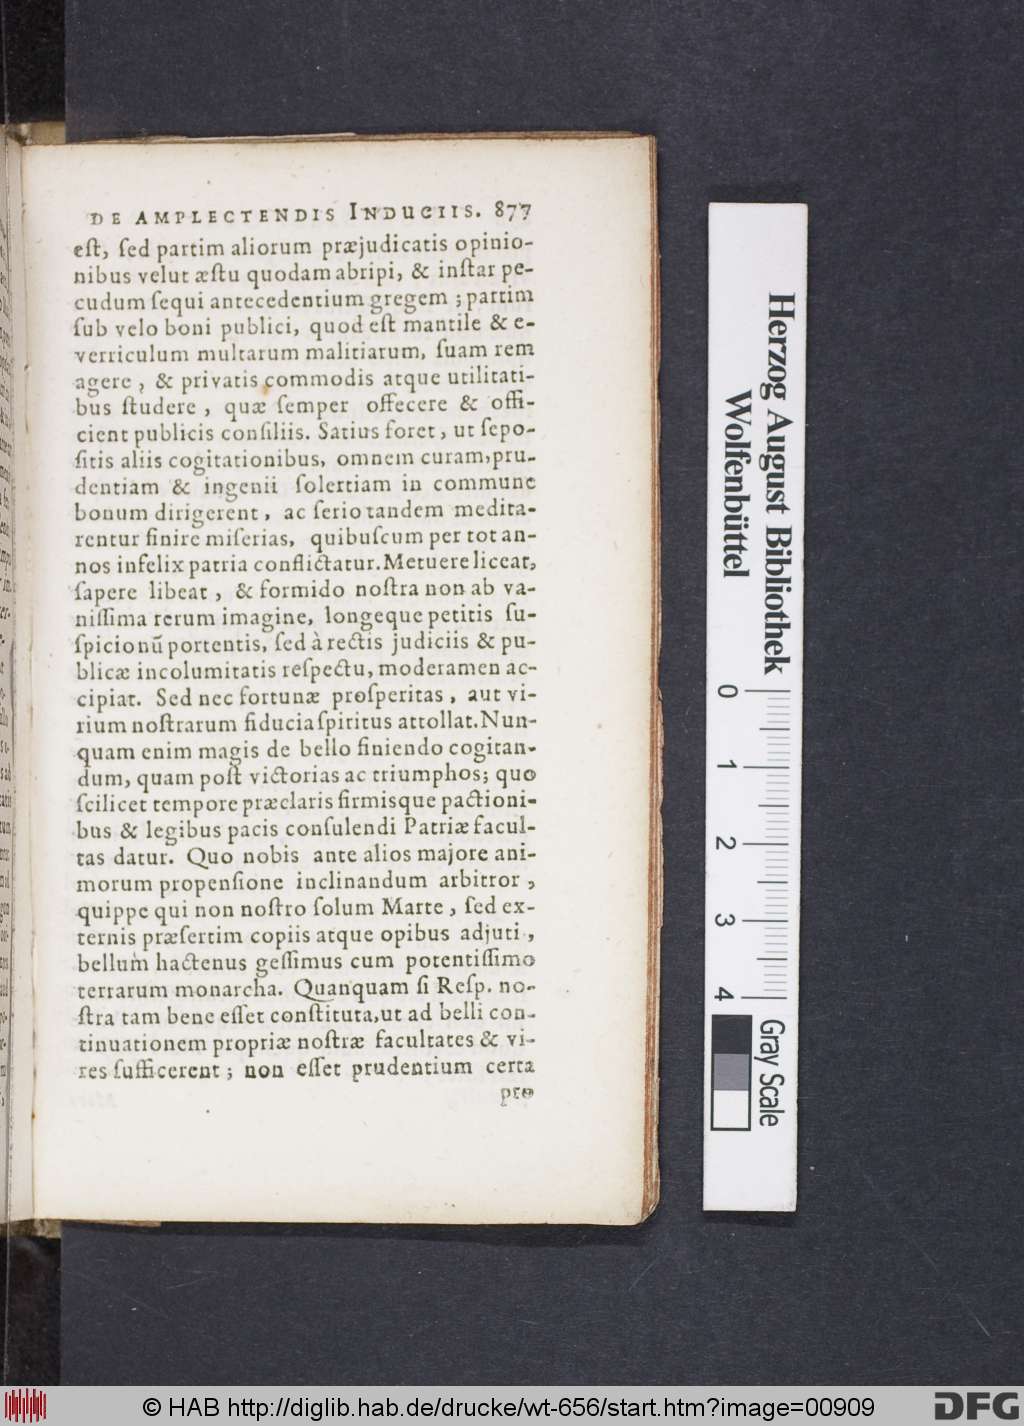 DE AMPLECTENDIS INDUCIIS. 877
eſt, ſed partim aliorum præjudicatis opinio-
nibus velut æſtu quodam abripi, & inſtar pe-
cudum ſequi antecedentium gregem ; partim
ſub velo boni publici, quod eſt mantile & e-
verriculum multarum malitiarum, ſuam rem
agere , & privatis commodis atque utilitati-
bus ſtudere , quæ ſemper offecere & offi-
cient publicis conſiliis. Satius foret , ut ſepo-
ſitis aliis cogitationibus, omnem curam, pru-
dentiam & ingenii ſolertiam in commune
bonum dirigerent , ac ſerio tandem medita-
rentur finire miſerias, quibuſcum per tot an-
nos infelix patria conflictatur. Metuere liceat,
ſapere libeat , & formido noſtra non ab va-
niſſima rerum imagine, longeque petitis ſu-
ſpicionū portentis, ſed à rectis judiciis & pu-
blicæ incolumitatis reſpectu, moderamen ac-
cipiat. Sed nec fortunæ proſperitas , aut vi-
rium noſtrarum fiducia ſpiritus attollat. Nun-
quam enim magis de bello finiendo cogitan-
dum, quam poſt victorias ac triumphos; quo
ſcilicet tempore præclaris firmisque pactioni-
bus & legibus pacis conſulendi Patriæ facul-
tas datur. Quo nobis ante alios majore ani-
morum propenſione inclinandum arbitror ,
quippe qui non noſtro ſolum Marte , ſed ex-
ternis præſertim copiis atque opibus adjuti ,
bellum hactenus geſſimus cum potentiſſimo
terrarum monarcha. Quanquam ſi Reſp. no-
ſtra tam bene eſſet conſtituta, ut ad belli con-
tinuationem propriæ noſtræ facultates & vi-
res ſufficerent ; non eſſet prudentium certa
pro
Herzog August Bibliothek
Wolfenbüttel
0
1
2
3
4
Gray Scale
© HAB http://diglib.hab.de/drucke/wt-656/start.htm?image=00909
DFG